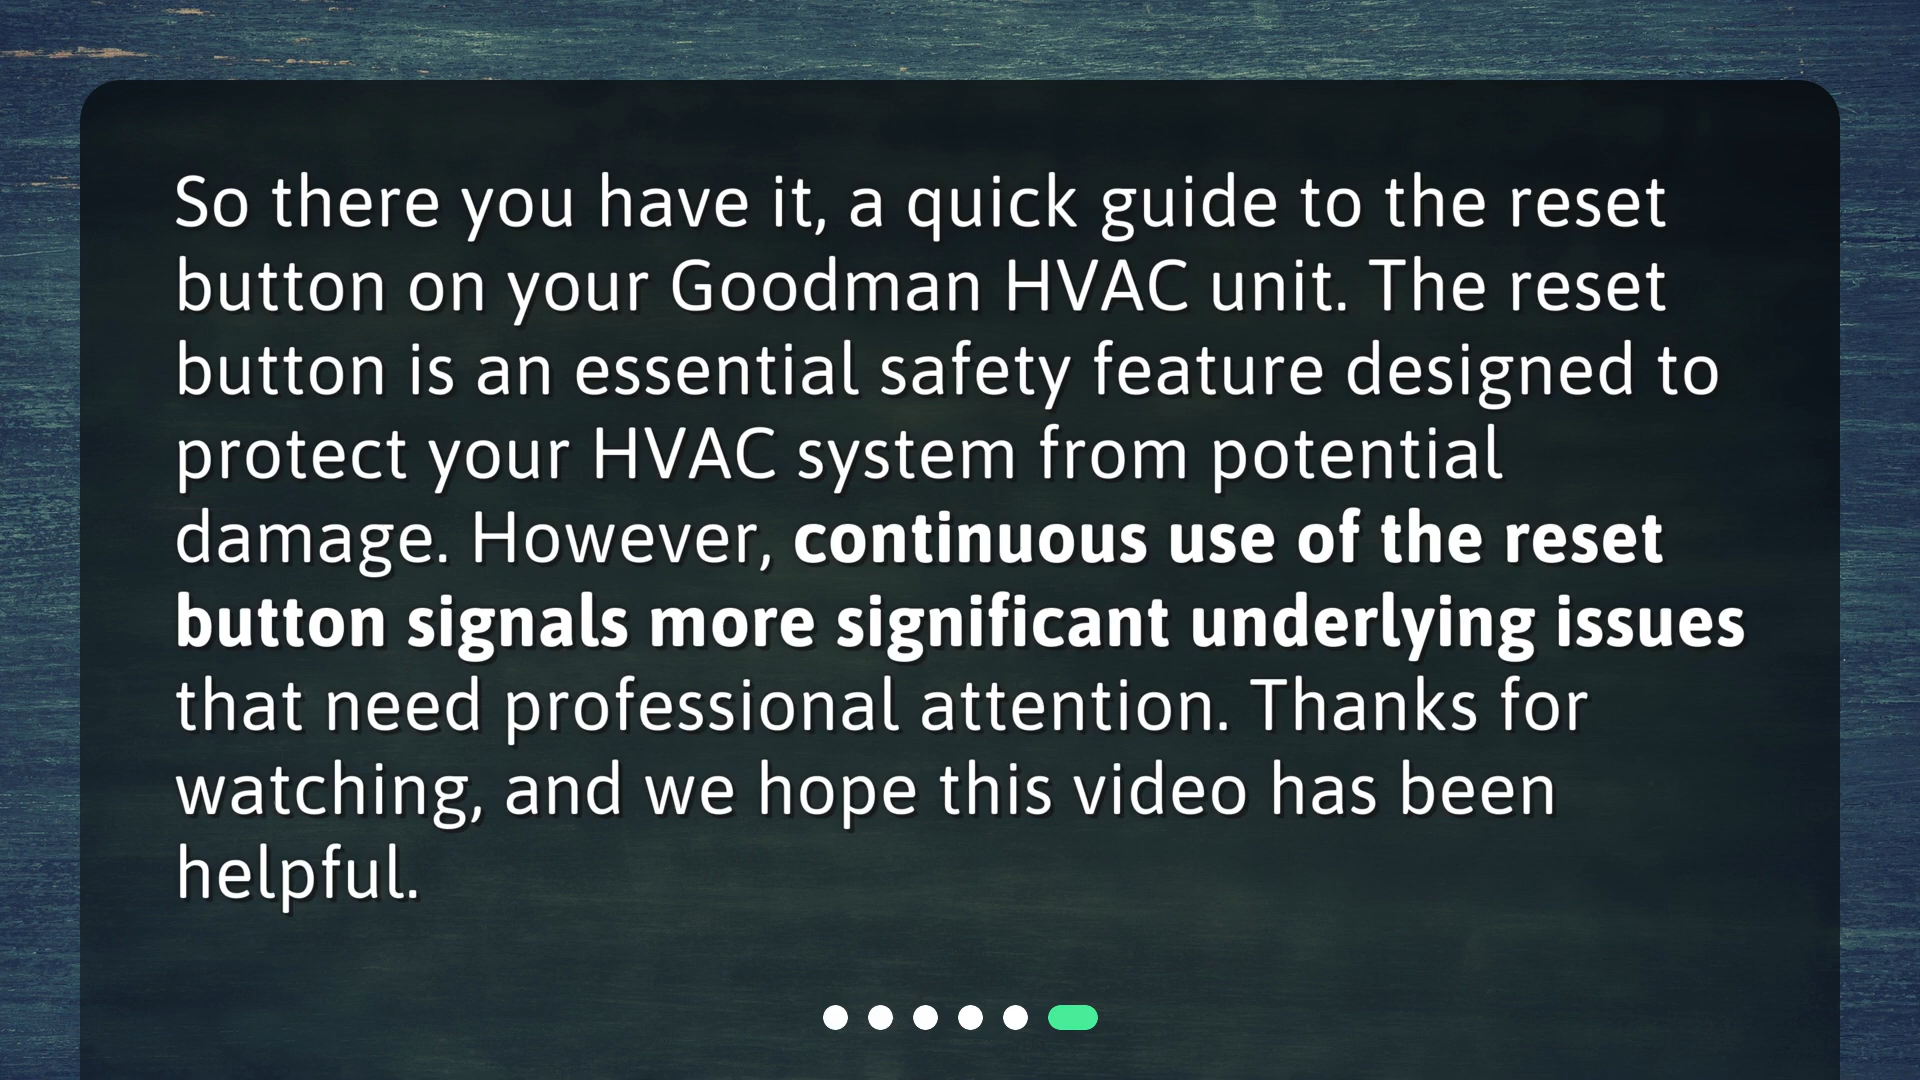 So there you have it, a quick guide to the reset
button on your Goodman HVAC unit. The reset
button is an essential safety feature designed to
protect your HVAC system from potential
damage. However, continuous use of the reset
button signals more significant underlying issues
that need professional attention. Thanks for
watching, and we hope this video has been
helpful.